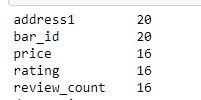 address1 20
bar_id 20
price 16
rating 16
review_count 16